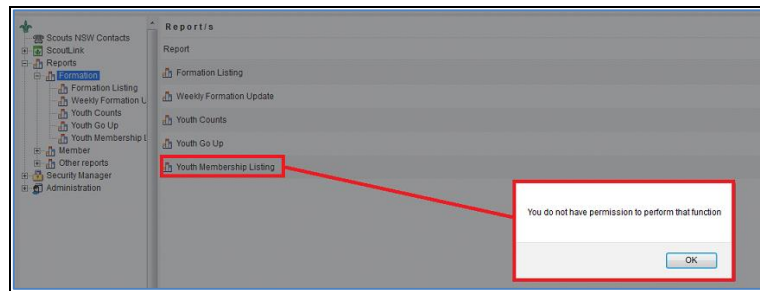 Scouts NSW Contacts
ScoutLink
Reports
Formation
Formation Listing
Weekly Formation U
Youth Counts
Youth Go Up
Youth Membership L
Member
Other reports
Security Manager
Administration
Report/s
Report
Formation Listing
Weekly Formation Update
Youth Counts
Youth Go Up
Youth Membership Listing
You do not have permission to perform that function
OK